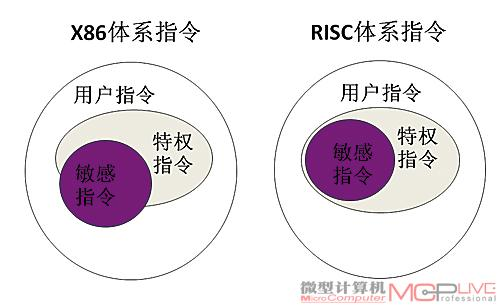 X86体系指令
RISC体系指令
用户指令
特权
指令
敏感
指令
用户指令
特权
指令
敏感
指令
微型计算机
MicroComputer
MCPLIVE
Professional